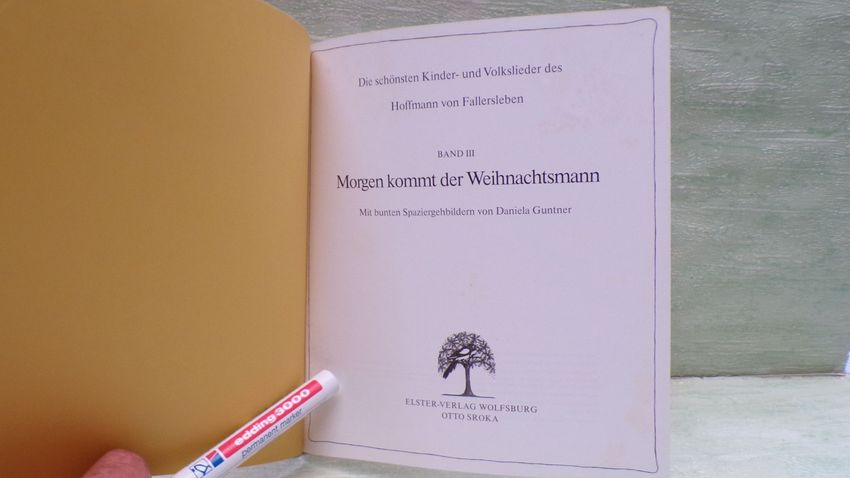 Die schönsten Kinder- und Volkslieder des
Hoffmann von Fallersleben
BAND III
Morgen kommt der Weihnachtsmann
Mit bunten Spaziergehbildern von Daniela Guntner
ELSTER-VERLAG WOLFSBURG
OTTO SROKA
edding 3000
permanent marker